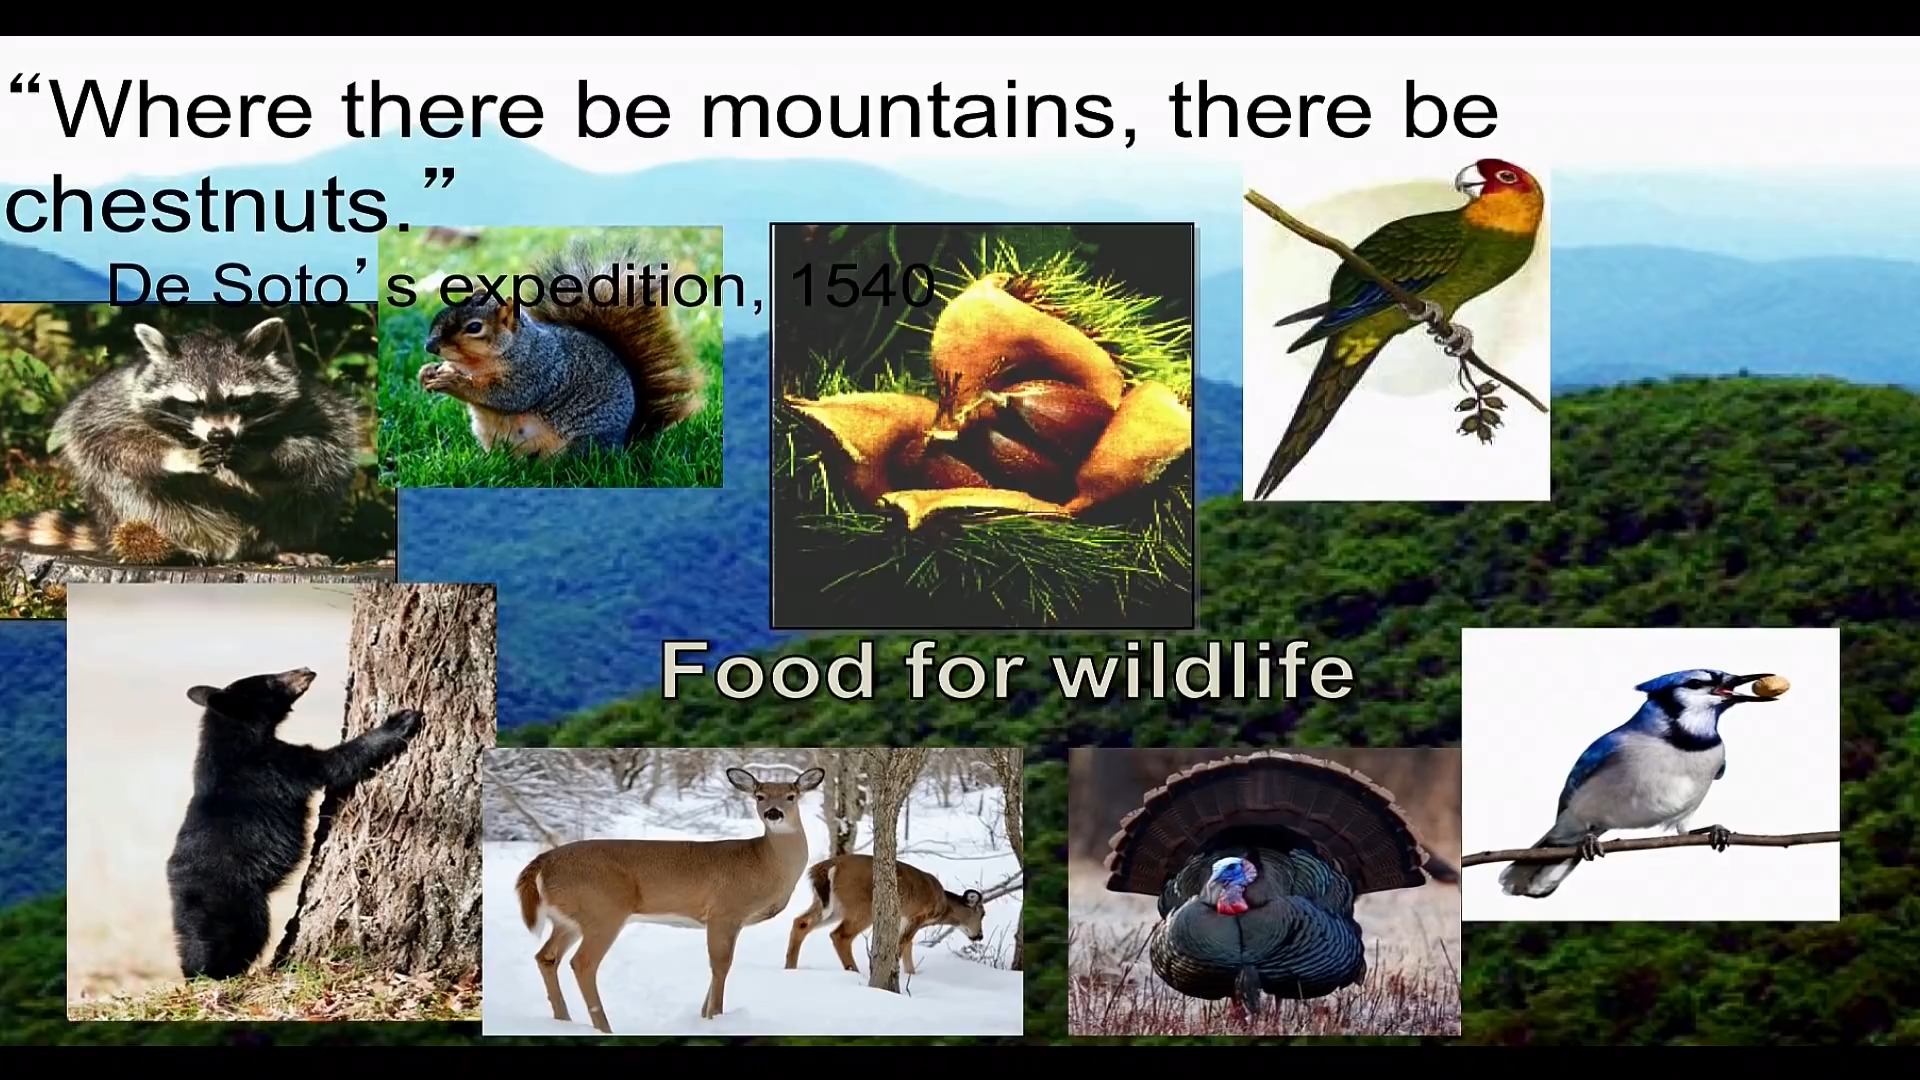 “Where there be mountains, there be
chestnuts.”
De Soto’s expedition, 1540
Food for wildlife